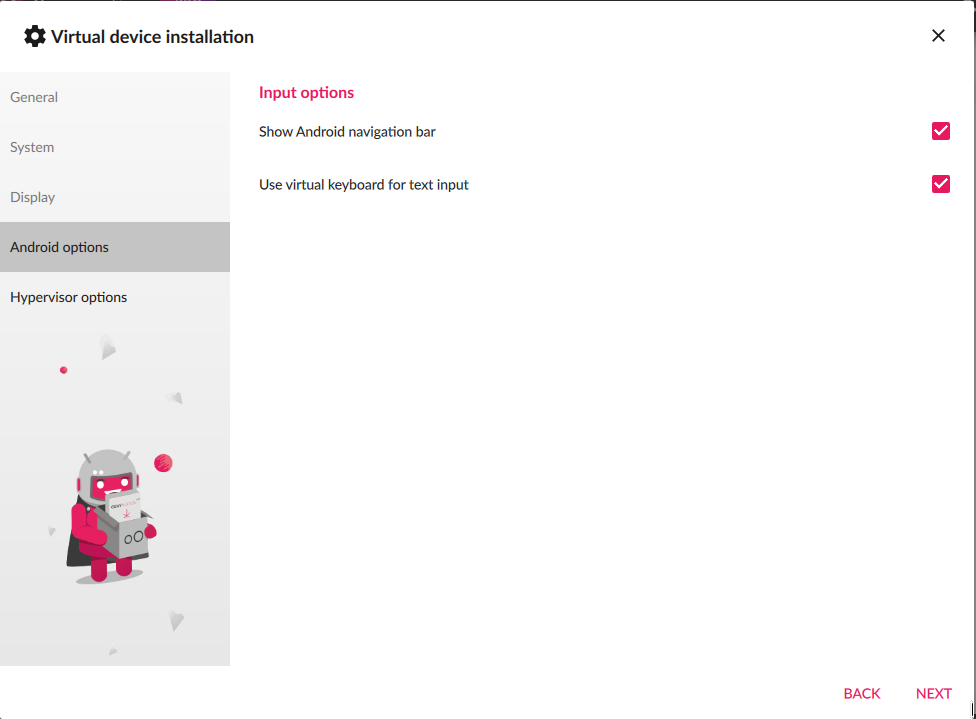 Virtual device installation
General
System
Display
Android options
Hypervisor options
Input options
Show Android navigation bar
Use virtual keyboard for text input
BACK
NEXT